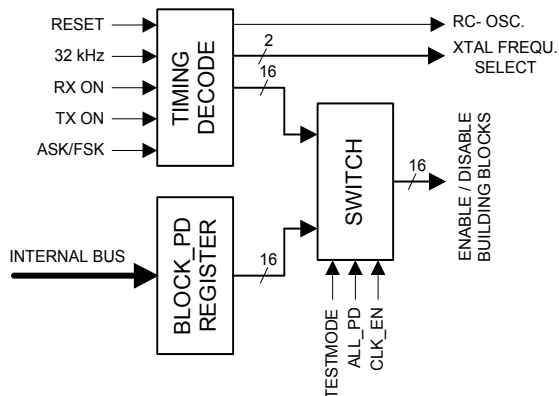 RESET
32 kHz
RX ON
TX ON
ASK/FSK
TIMING
DECODE
RC- OSC.
2
XTAL FREQU.
SELECT
16
SWITCH
16
ENABLE / DISABLE
BUILDING BLOCKS
INTERNAL BUS
BLOCK_PD
REGISTER
16
TESTMODE
ALL_PD
CLK_EN